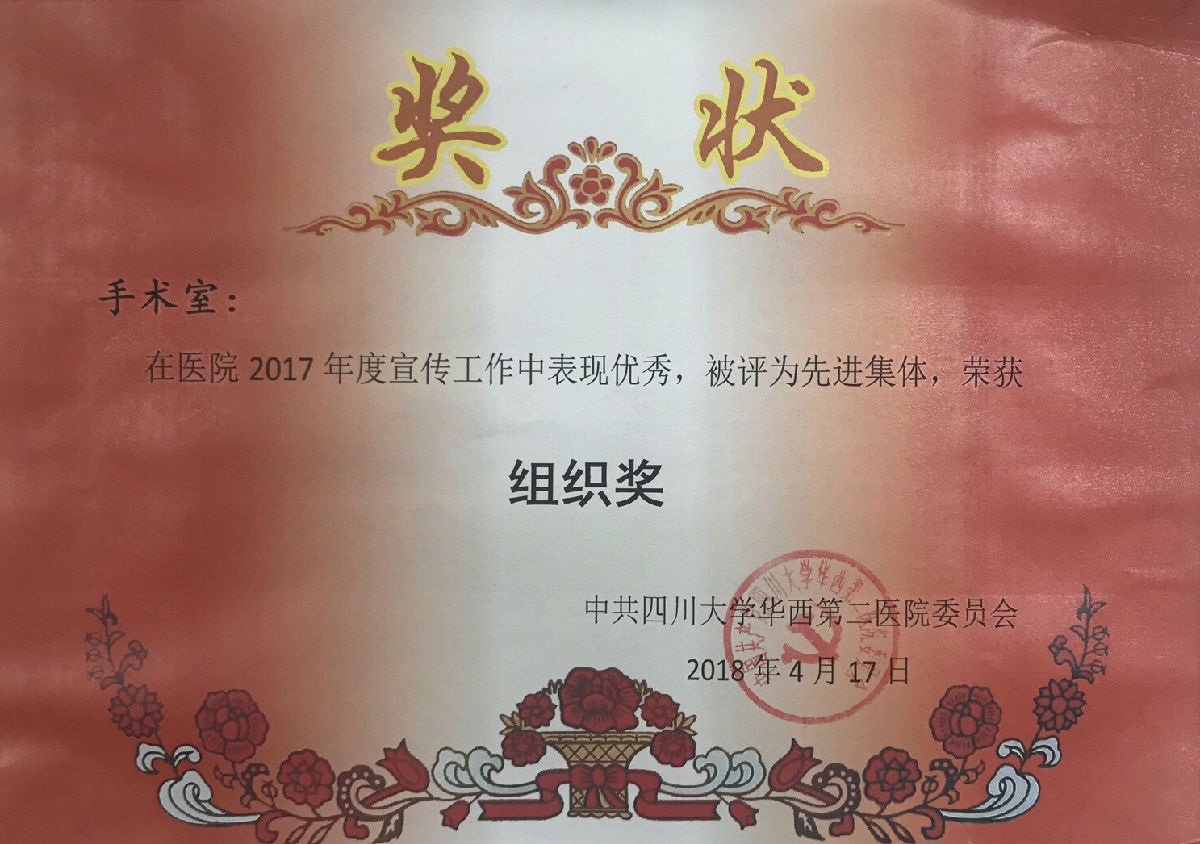 奖 状
手术室：
在医院 2017 年度宣传工作中表现优秀，被评为先进集体，荣获
组织奖
中共四川大学华西第二医院委员会
2018 年 4 月 17 日